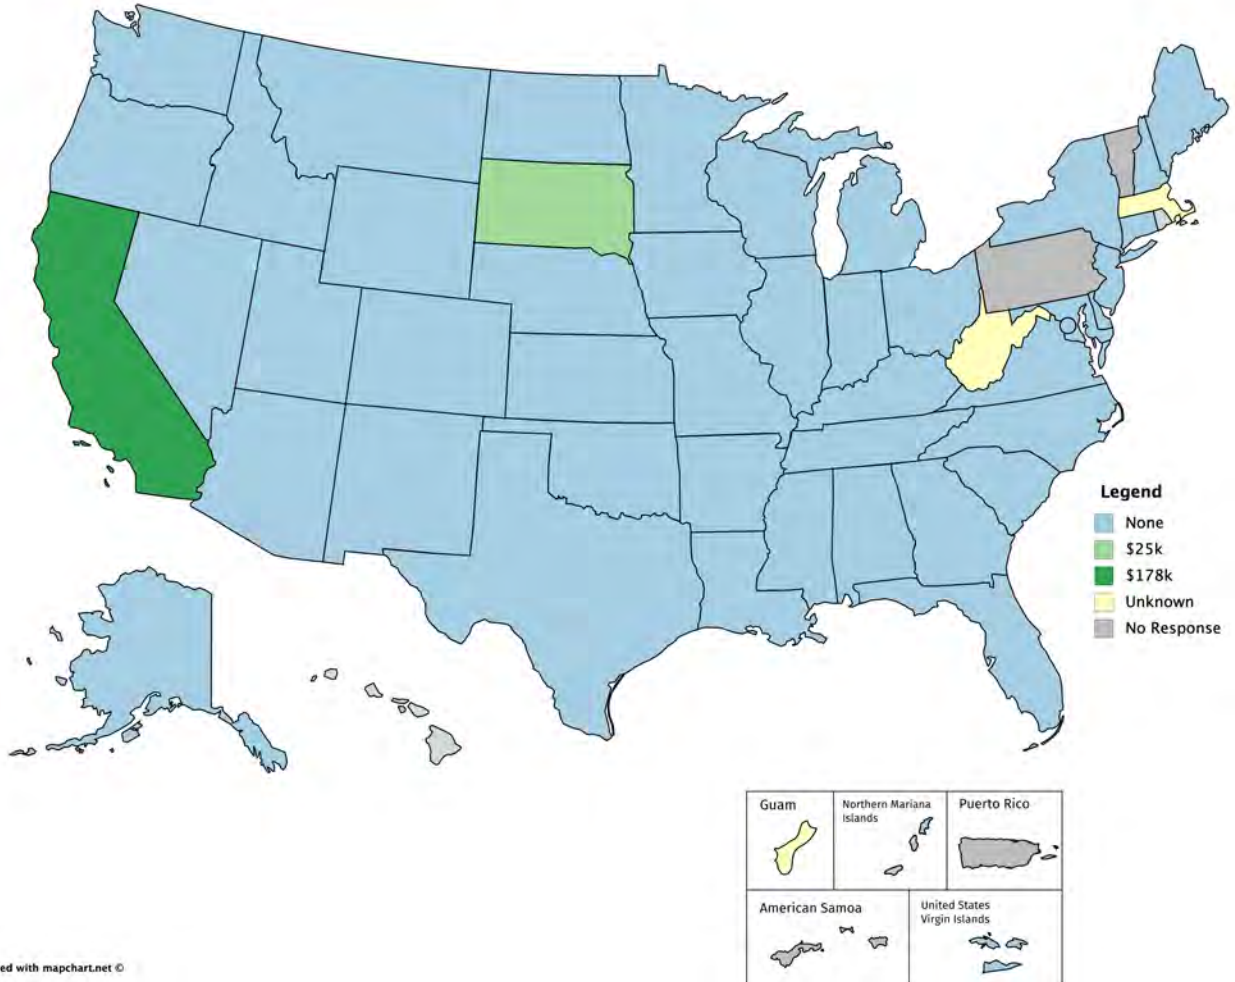 Legend
None
$25k
$178k
Unknown
No Response
Guam
Northern Mariana
Islands
Puerto Rico
American Samoa
United States
Virgin Islands
ed with mapchart.net ©